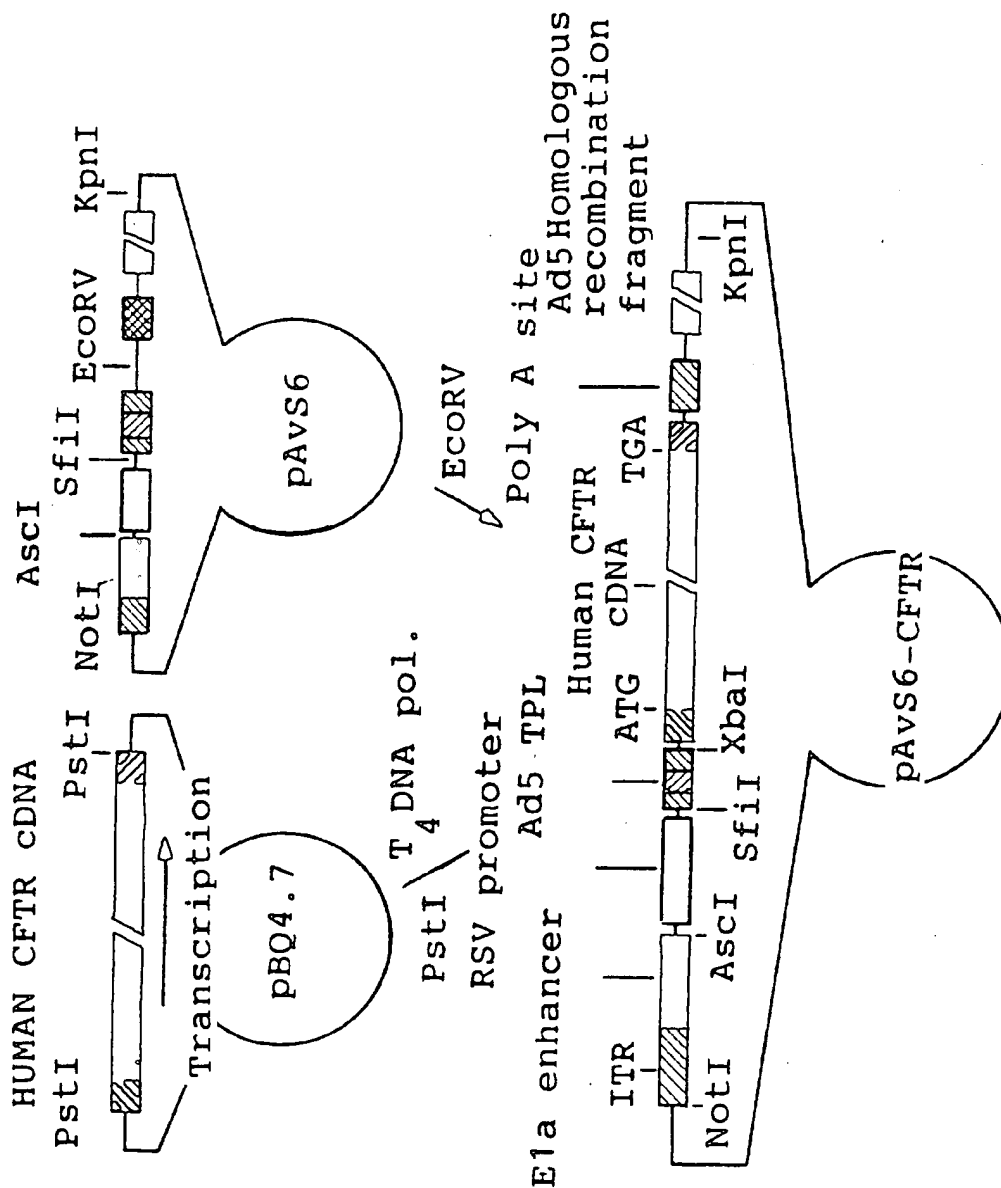 HUMAN CFTR cDNA
PstI
PstI
Transcription
pBQ4.7
NotI
AscI
SfiI
EcoRV
KpnI
pAvS6
PstI
T4 DNA pol.
EcoRV
E1a enhancer
RSV promoter
Ad5 TPL
Poly A site
Ad5 Homologous
recombination
fragment
ITR
ATG
Human CFTR
cDNA
TGA
NotI
AscI
SfiI
XbaI
KpnI
pAvS6-CFTR